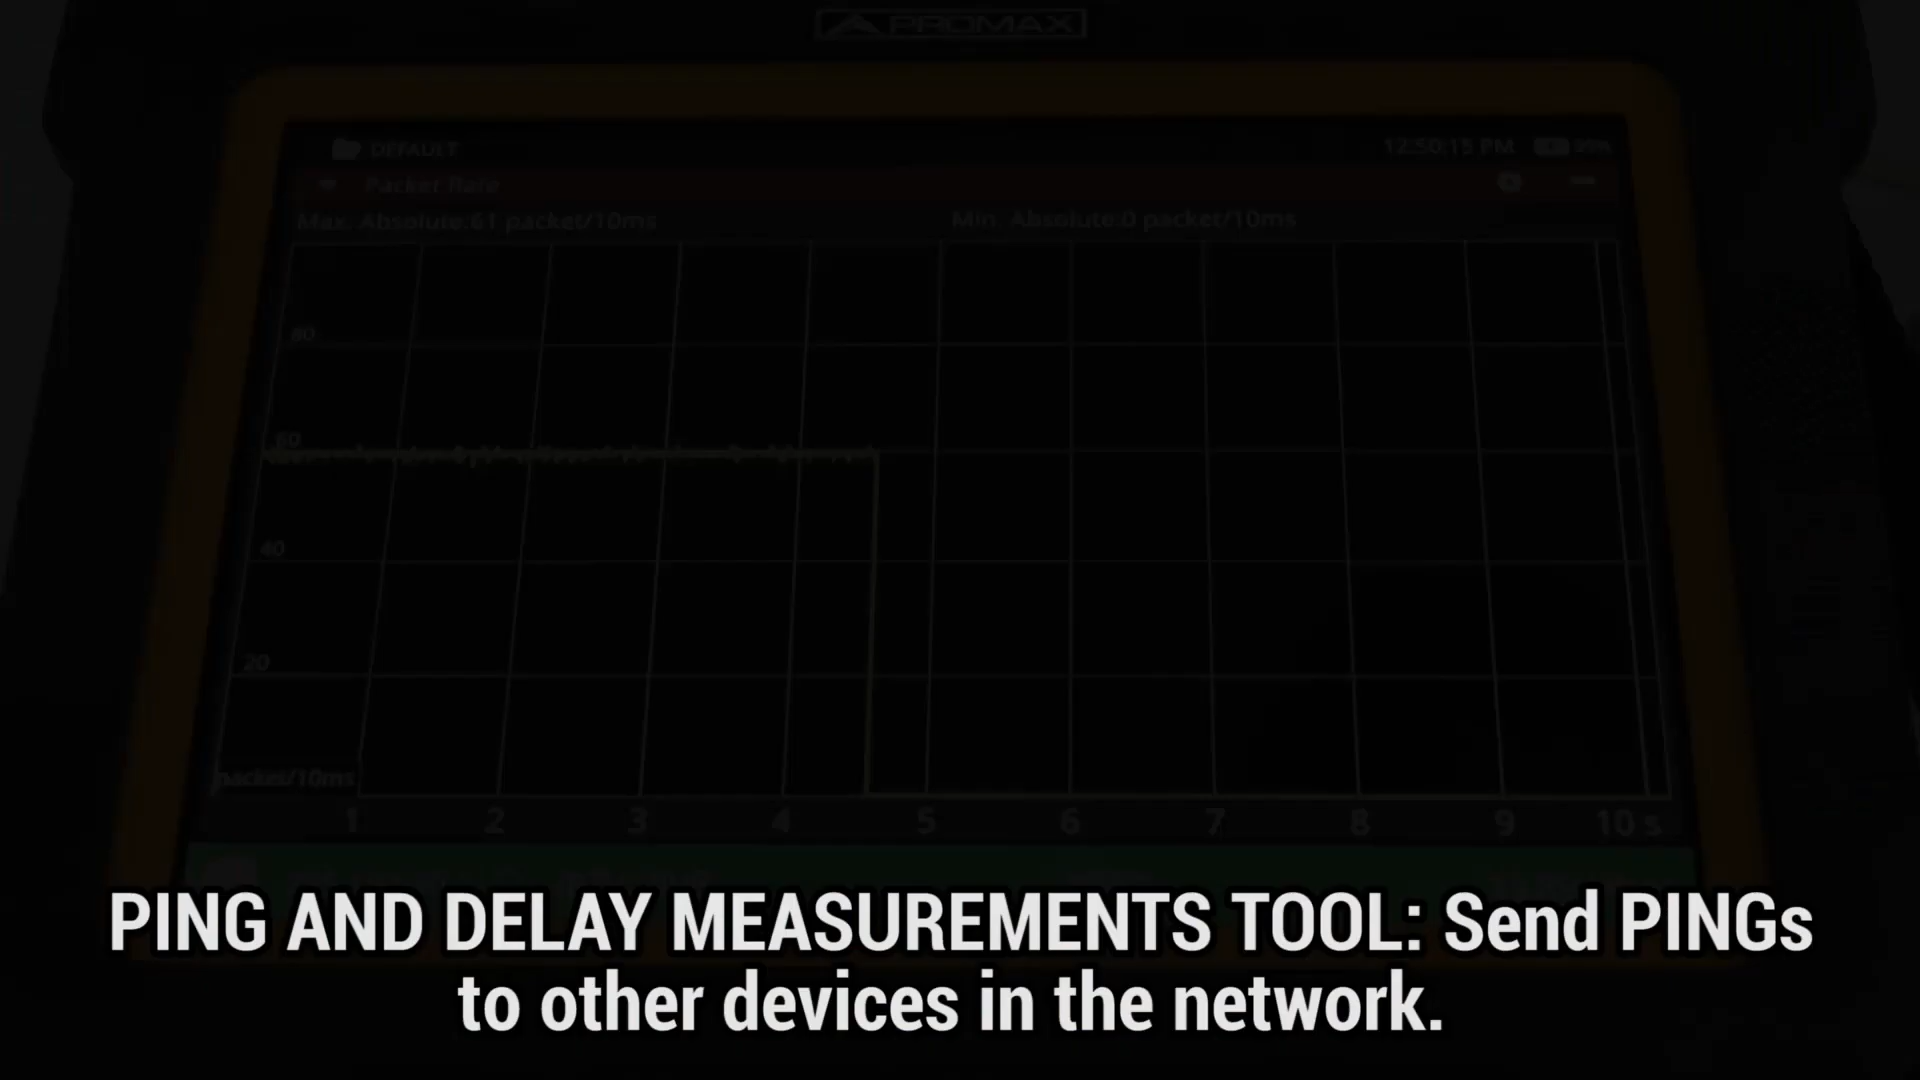 PROMAX
DEFAULT
12:50:15 PM
Packet Rate
Max. Absolute:61 packet/10ms
Min. Absolute:0 packet/10ms
80
60
40
20
packet/10ms
1 2 3 4 5 6 7 8 9 10 s
PING AND DELAY MEASUREMENTS TOOL: Send PINGs
to other devices in the network.